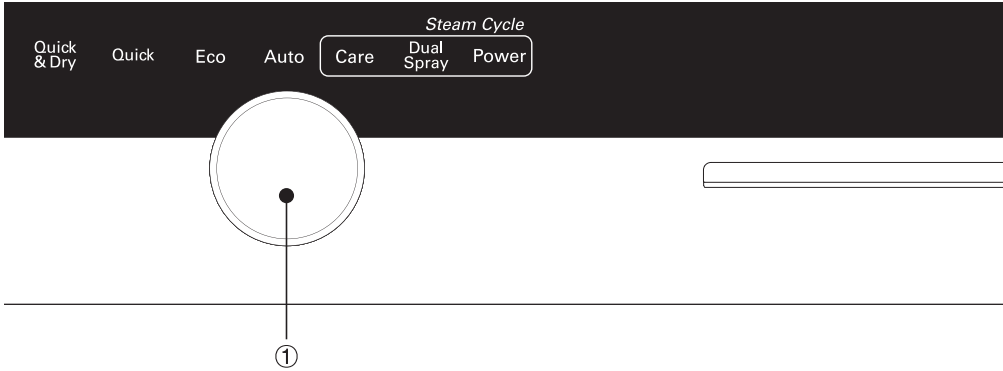 Steam Cycle
Quick
& Dry
Quick
Eco
Auto
Care
Dual
Spray
Power
①